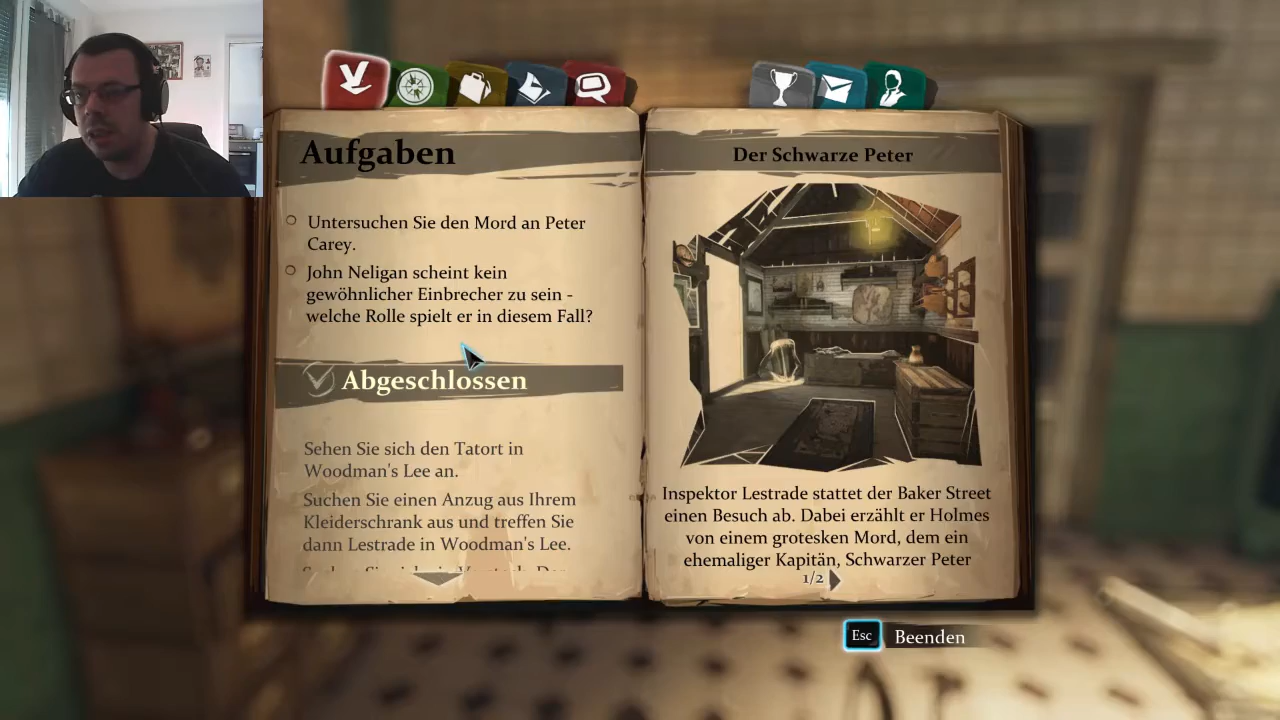 Aufgaben
Untersuchen Sie den Mord an Peter
Carey.
John Neligan scheint kein
gewöhnlicher Einbrecher zu sein -
welche Rolle spielt er in diesem Fall?
Abgeschlossen
Sehen Sie sich den Tatort in
Woodman's Lee an.
Suchen Sie einen Anzug aus Ihrem
Kleiderschrank aus und treffen Sie
dann Lestrade in Woodman's Lee.
Der Schwarze Peter
Inspektor Lestrade stattet der Baker Street
einen Besuch ab. Dabei erzählt er Holmes
von einem grotesken Mord, dem ein
ehemaliger Kapitän, Schwarzer Peter
1/2
Esc Beenden